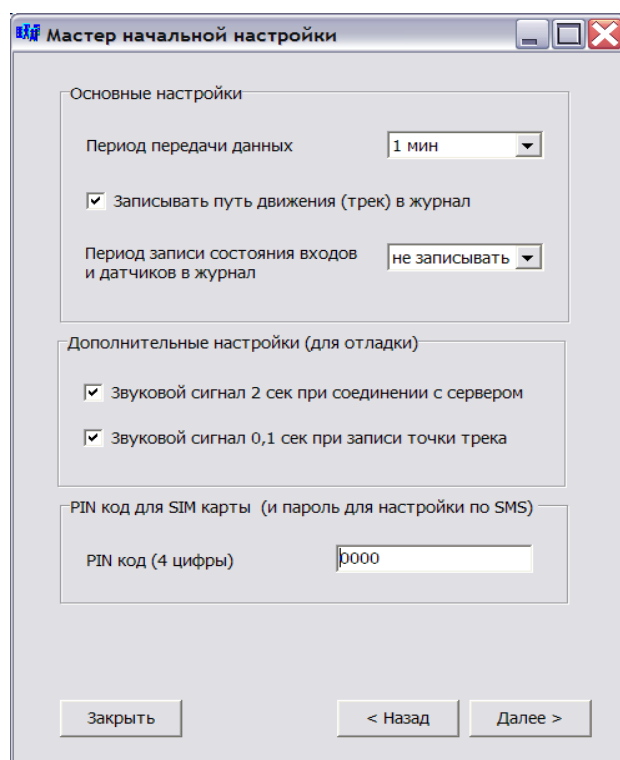 Мастер начальной настройки
Основные настройки
Период передачи данных
1 мин
Записывать путь движения (трек) в журнал
Период записи состояния входов
и датчиков в журнал
не записывать
Дополнительные настройки (для отладки)
Звуковой сигнал 2 сек при соединении с сервером
Звуковой сигнал 0,1 сек при записи точки трека
PIN код для SIM карты (и пароль для настройки по SMS)
PIN код (4 цифры)
0000
Закрыть
< Назад
Далее >